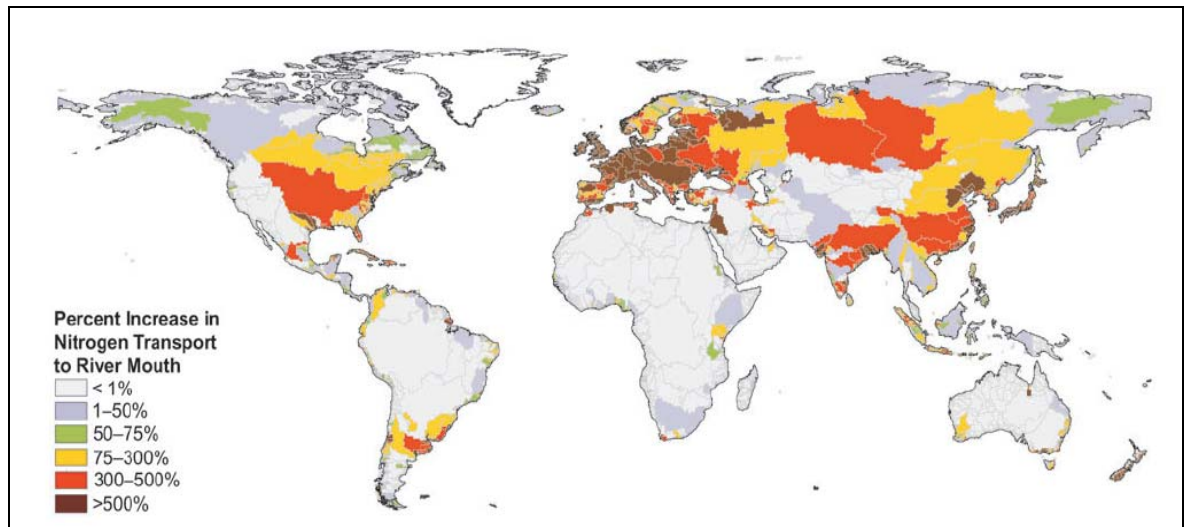 Percent Increase in
Nitrogen Transport
to River Mouth
< 1%
1–50%
50–75%
75–300%
300–500%
>500%